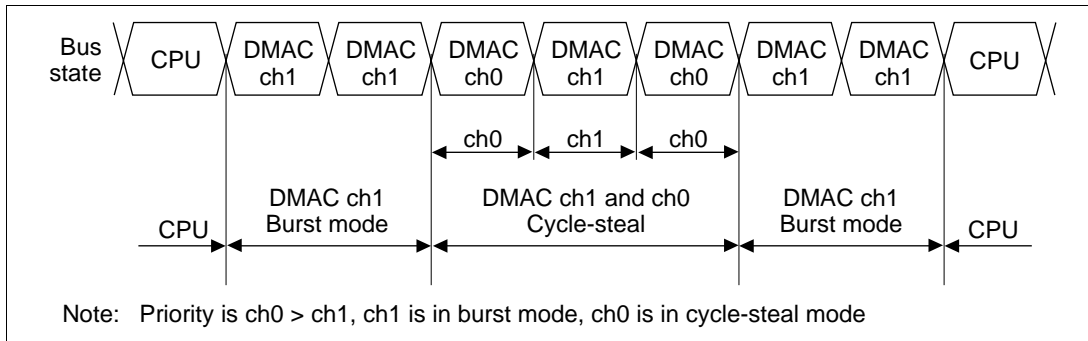 Bus state
CPU
DMAC ch1
DMAC ch1
DMAC ch0
DMAC ch1
DMAC ch0
DMAC ch1
DMAC ch1
CPU
ch0
ch1
ch0
CPU
DMAC ch1
Burst mode
DMAC ch1 and ch0
Cycle-steal
DMAC ch1
Burst mode
CPU
Note: Priority is ch0 > ch1, ch1 is in burst mode, ch0 is in cycle-steal mode